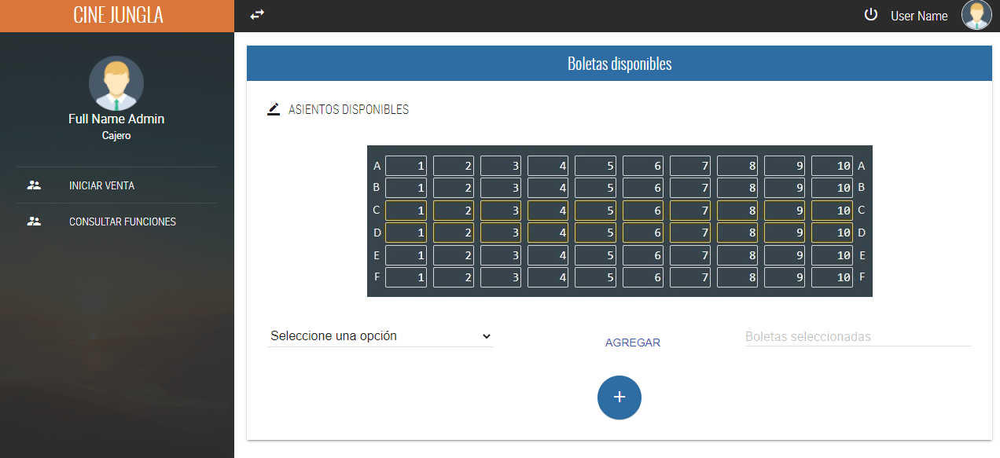 CINE JUNGLA
User Name
Full Name Admin
Cajero
INICIAR VENTA
CONSULTAR FUNCIONES
Boletas disponibles
ASIENTOS DISPONIBLES
A 1 2 3 4 5 6 7 8 9 10 A
B 1 2 3 4 5 6 7 8 9 10 B
C 1 2 3 4 5 6 7 8 9 10 C
D 1 2 3 4 5 6 7 8 9 10 D
E 1 2 3 4 5 6 7 8 9 10 E
F 1 2 3 4 5 6 7 8 9 10 F
Seleccione una opción
AGREGAR
Boletas seleccionadas
+